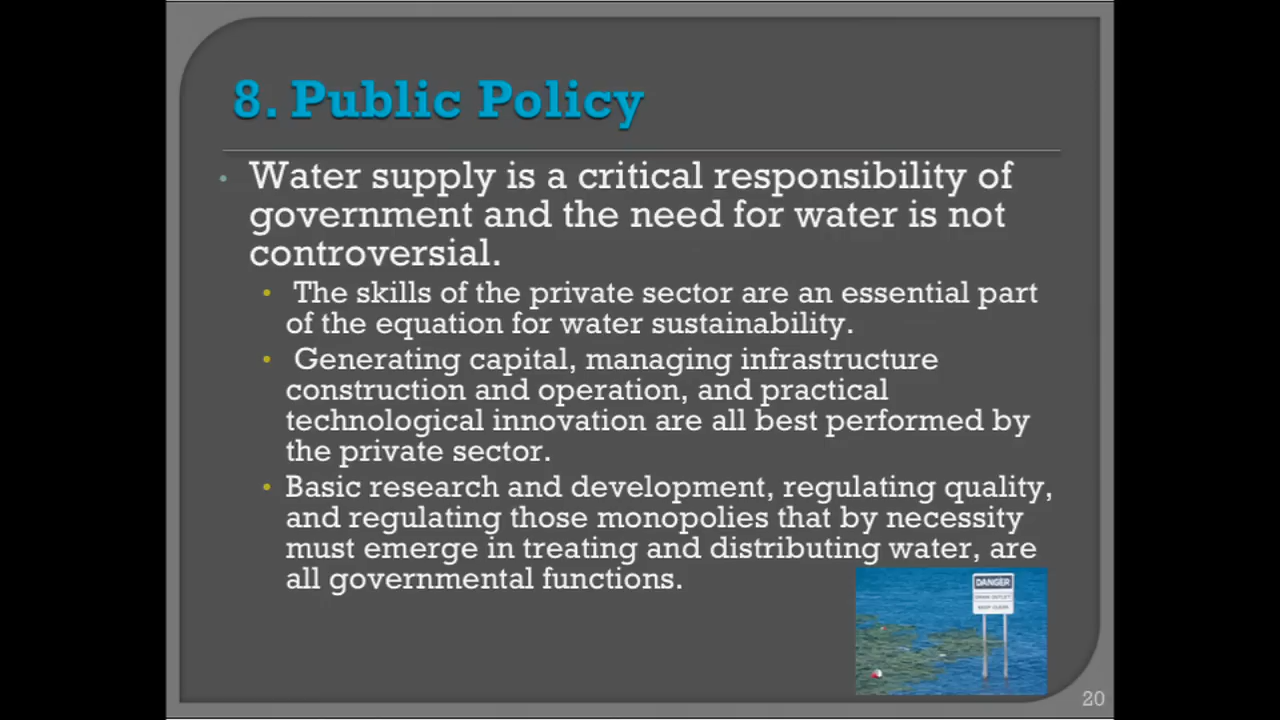 8. Public Policy
• Water supply is a critical responsibility of
government and the need for water is not
controversial.
• The skills of the private sector are an essential part
of the equation for water sustainability.
• Generating capital, managing infrastructure
construction and operation, and practical
technological innovation are all best performed by
the private sector.
• Basic research and development, regulating quality,
and regulating those monopolies that by necessity
must emerge in treating and distributing water, are
all governmental functions.
DANGER
KEEP CLEAR
20